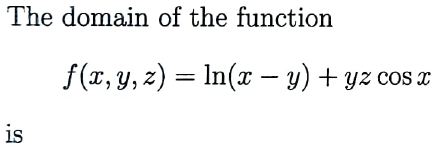 The domain of the function
f(x, y, z) = ln(x − y) + yz cos x
is